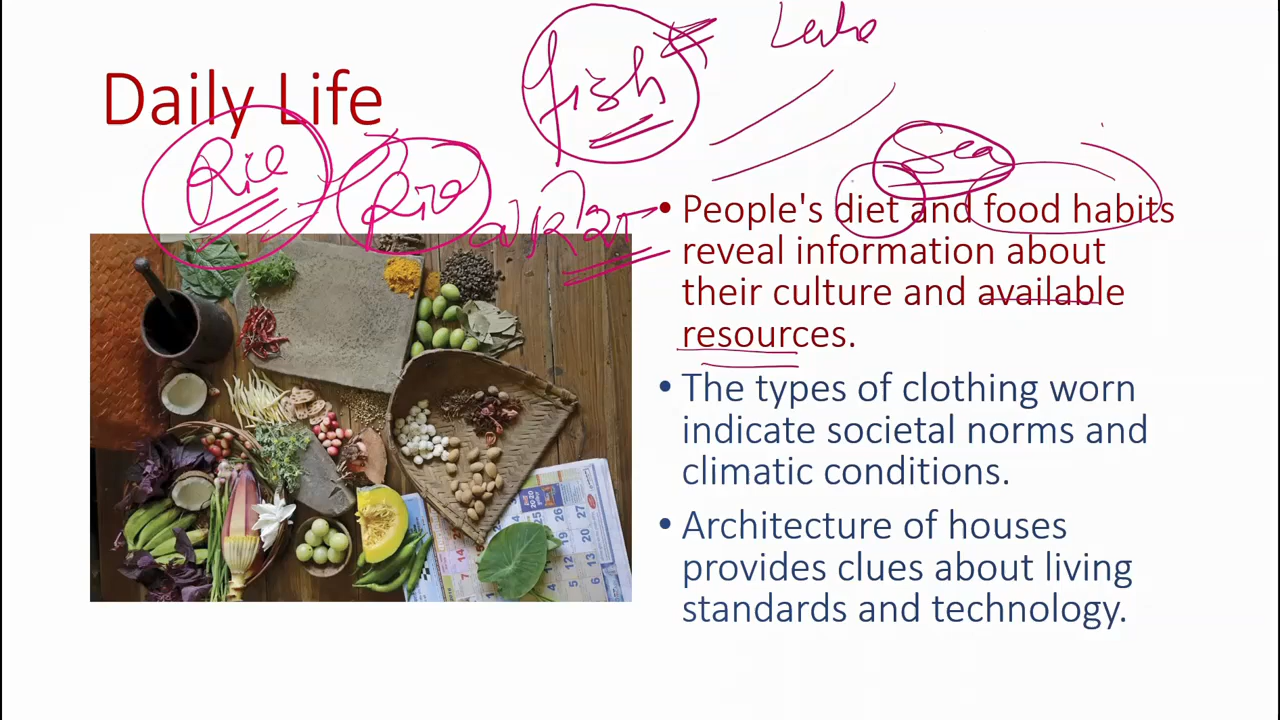 Lake
fish
Daily Life
Sea
Rice
• People's diet and food habits
reveal information about
their culture and available
resources.
• The types of clothing worn
indicate societal norms and
climatic conditions.
• Architecture of houses
provides clues about living
standards and technology.